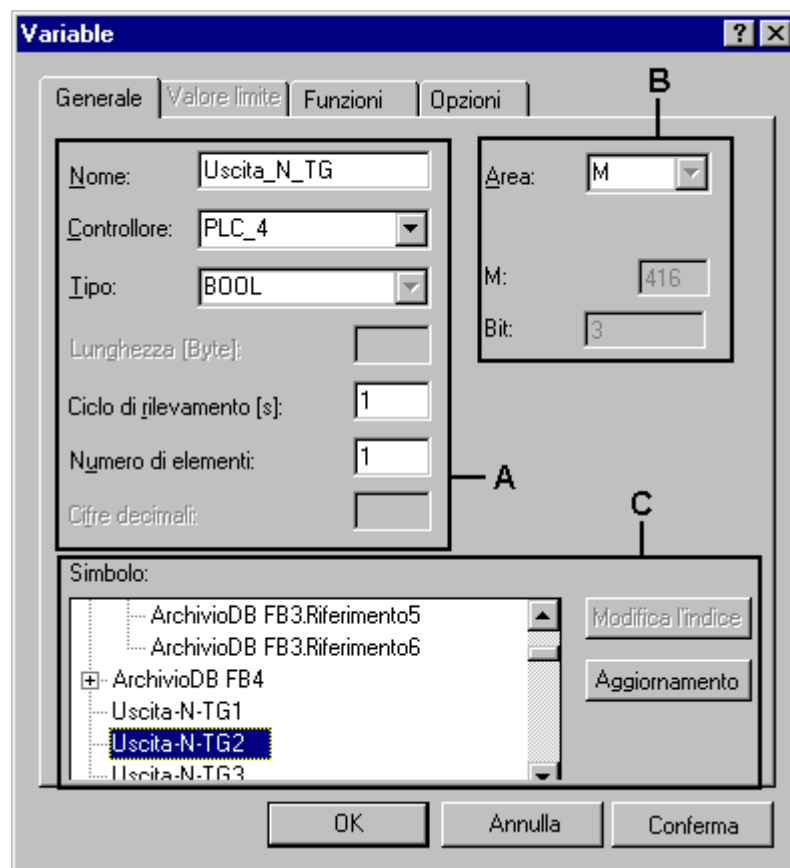 Variable
Generale Valore limite Funzioni Opzioni
B
Nome: Uscita_N_TG
Area: M
Controllore: PLC_4
Tipo: BOOL
M: 416
Bit: 3
Lunghezza [Byte]:
Ciclo di rilevamento [s]: 1
Numero di elementi: 1
A
Cifre decimali:
C
Simbolo:
ArchivioDB FB3.Riferimento5
ArchivioDB FB3.Riferimento6
ArchivioDB FB4
Uscita-N-TG1
Uscita-N-TG2
Uscita-N-TG3
Modifica l'indice
Aggiornamento
OK Annulla Conferma